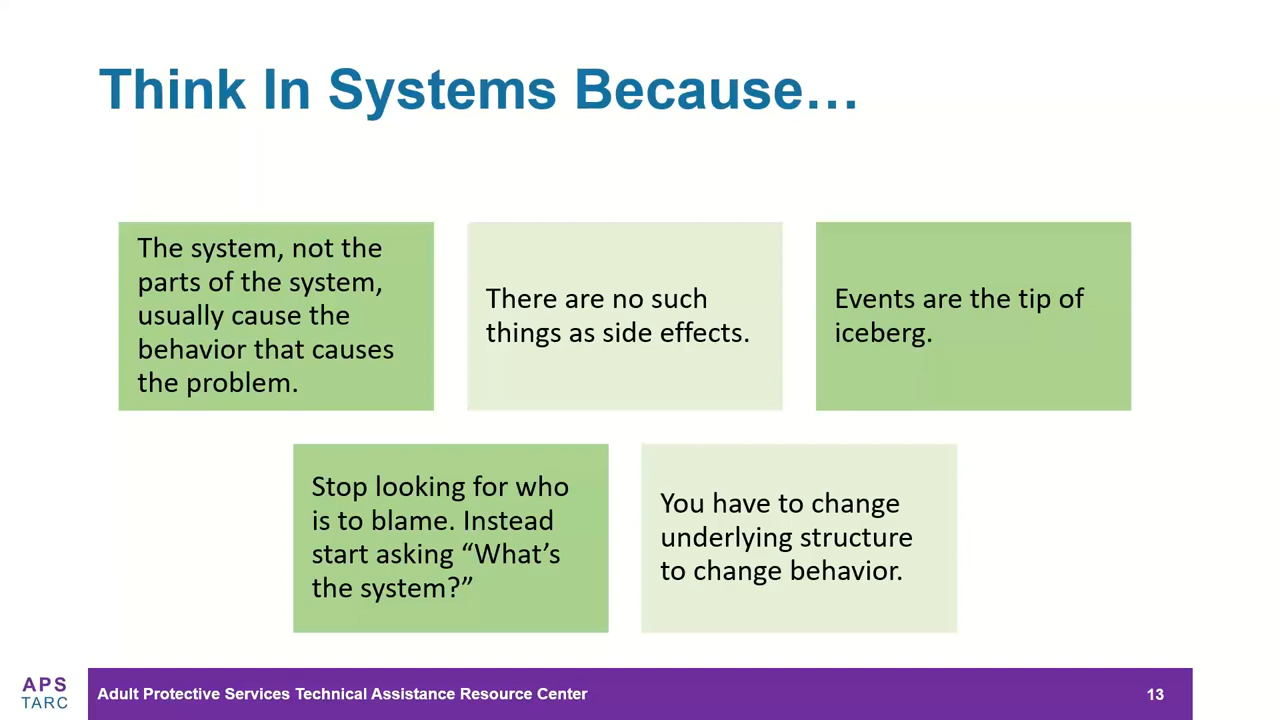 Think In Systems Because…
The system, not the
parts of the system,
usually cause the
behavior that causes
the problem.
There are no such
things as side effects.
Events are the tip of
iceberg.
Stop looking for who
is to blame. Instead
start asking “What’s
the system?”
You have to change
underlying structure
to change behavior.
APS
TARC
Adult Protective Services Technical Assistance Resource Center
13